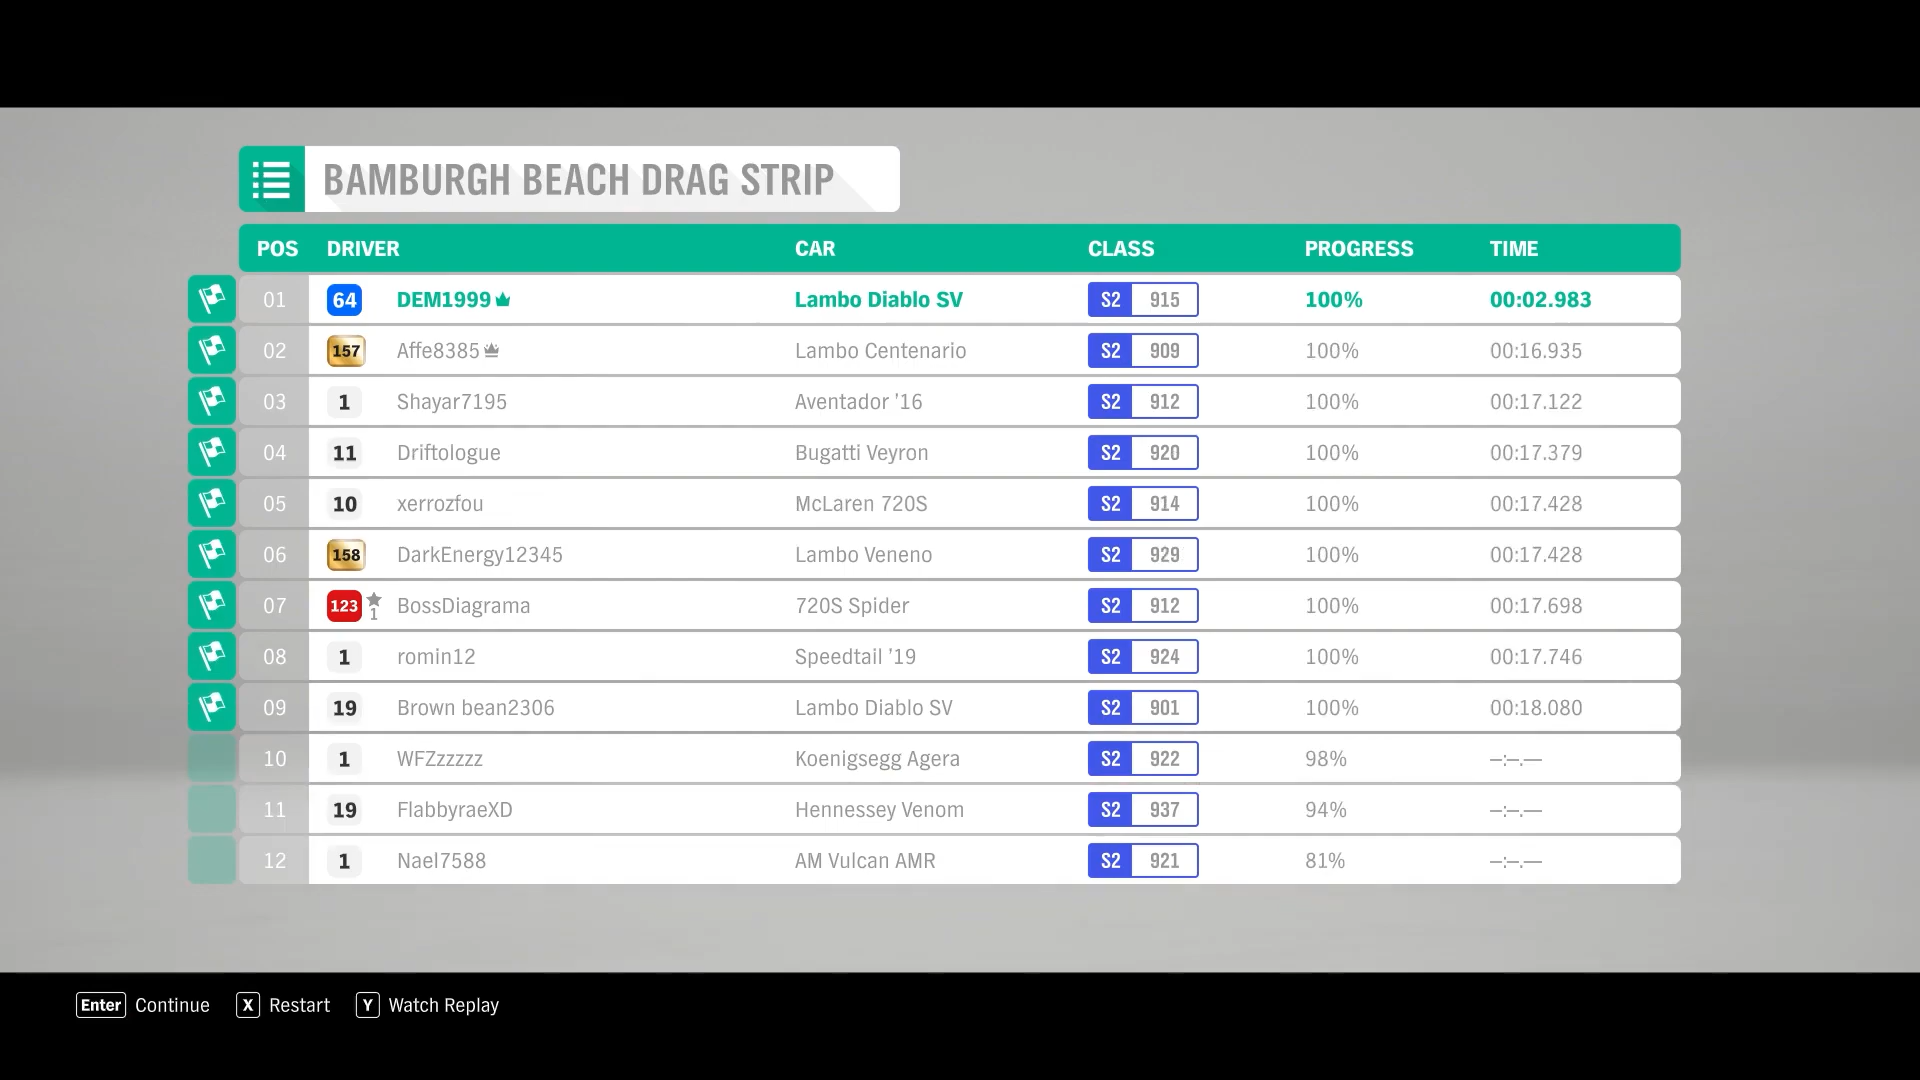 BAMBURGH BEACH DRAG STRIP
POS DRIVER CAR CLASS PROGRESS TIME
01 64 DEM1999 Lambo Diablo SV S2 915 100% 00:02.983
02 157 Affe8385 Lambo Centenario S2 909 100% 00:16.935
03 1 Shayar7195 Aventador ’16 S2 912 100% 00:17.122
04 11 Driftologue Bugatti Veyron S2 920 100% 00:17.379
05 10 xerrozfou McLaren 720S S2 914 100% 00:17.428
06 158 DarkEnergy12345 Lambo Veneno S2 929 100% 00:17.428
07 123 1 BossDiagrama 720S Spider S2 912 100% 00:17.698
08 1 romin12 Speedtail ’19 S2 924 100% 00:17.746
09 19 Brown bean2306 Lambo Diablo SV S2 901 100% 00:18.080
10 1 WFZzzzzz Koenigsegg Agera S2 922 98% –:–.—
11 19 FlabbyraeXD Hennessey Venom S2 937 94% –:–.—
12 1 Nael7588 AM Vulcan AMR S2 921 81% –:–.—
Enter Continue X Restart Y Watch Replay